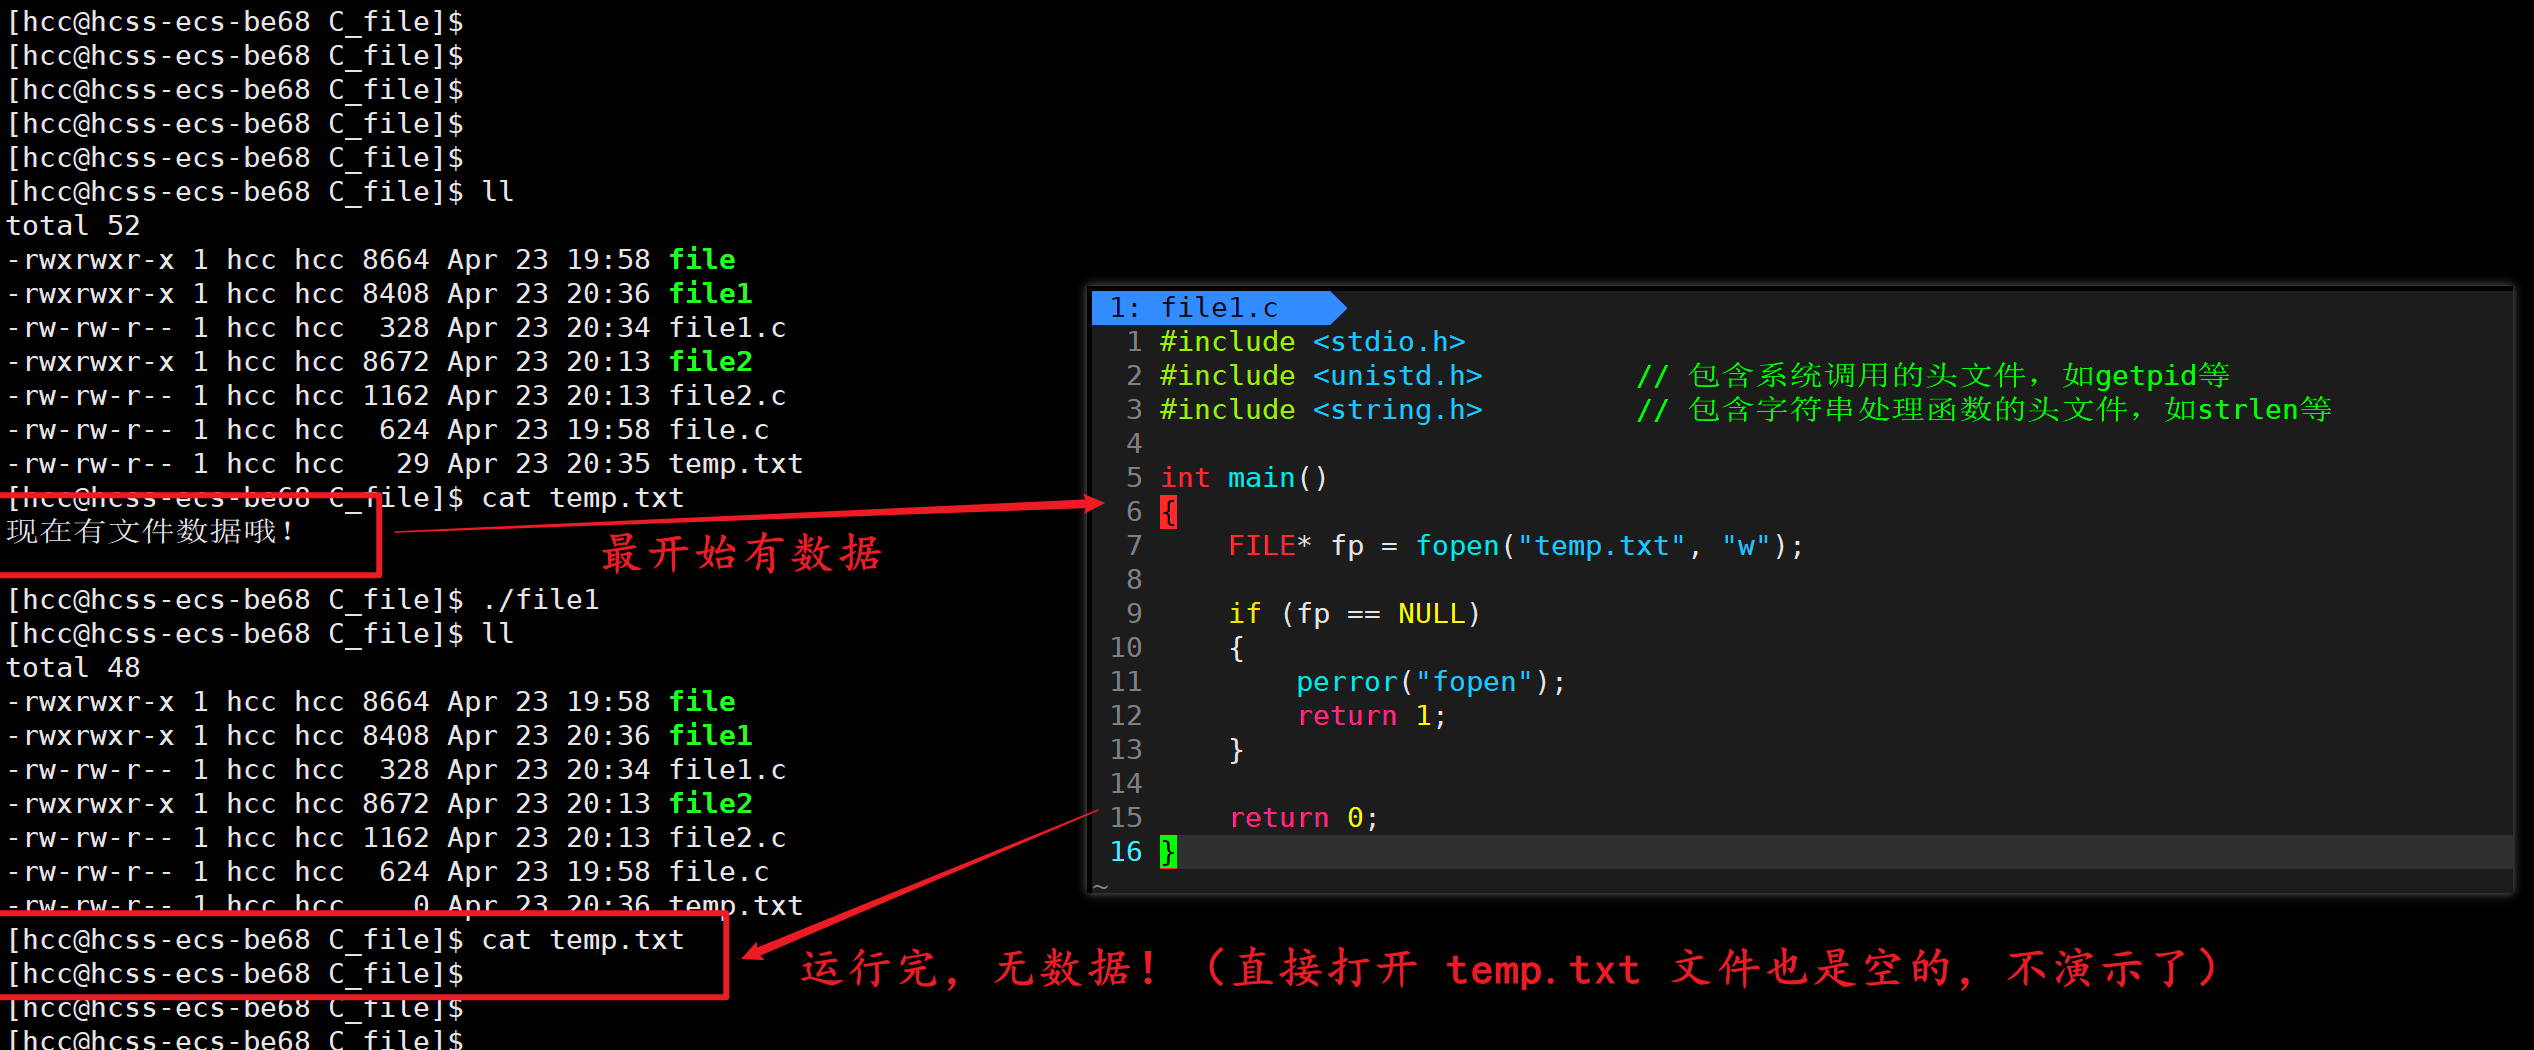 [hcc@hcss-ecs-be68 C_file]$
[hcc@hcss-ecs-be68 C_file]$
[hcc@hcss-ecs-be68 C_file]$
[hcc@hcss-ecs-be68 C_file]$
[hcc@hcss-ecs-be68 C_file]$
[hcc@hcss-ecs-be68 C_file]$ ll
total 52
-rwxrwxr-x 1 hcc hcc 8664 Apr 23 19:58 file
-rwxrwxr-x 1 hcc hcc 8408 Apr 23 20:36 file1
-rw-rw-r-- 1 hcc hcc  328 Apr 23 20:34 file1.c
-rwxrwxr-x 1 hcc hcc 8672 Apr 23 20:13 file2
-rw-rw-r-- 1 hcc hcc 1162 Apr 23 20:13 file2.c
-rw-rw-r-- 1 hcc hcc  624 Apr 23 19:58 file.c
-rw-rw-r-- 1 hcc hcc   29 Apr 23 20:35 temp.txt
[hcc@hcss-ecs-be68 C_file]$ cat temp.txt
现在有文件数据哦！
最开始有数据
[hcc@hcss-ecs-be68 C_file]$ ./file1
[hcc@hcss-ecs-be68 C_file]$ ll
total 48
-rwxrwxr-x 1 hcc hcc 8664 Apr 23 19:58 file
-rwxrwxr-x 1 hcc hcc 8408 Apr 23 20:36 file1
-rw-rw-r-- 1 hcc hcc  328 Apr 23 20:34 file1.c
-rwxrwxr-x 1 hcc hcc 8672 Apr 23 20:13 file2
-rw-rw-r-- 1 hcc hcc 1162 Apr 23 20:13 file2.c
-rw-rw-r-- 1 hcc hcc  624 Apr 23 19:58 file.c
-rw-rw-r-- 1 hcc hcc    0 Apr 23 20:36 temp.txt
[hcc@hcss-ecs-be68 C_file]$ cat temp.txt
[hcc@hcss-ecs-be68 C_file]$
[hcc@hcss-ecs-be68 C_file]$
[hcc@hcss-ecs-be68 C_file]$
1: file1.c
1 #include <stdio.h>
2 #include <unistd.h>         // 包含系统调用的头文件，如getpid等
3 #include <string.h>         // 包含字符串处理函数的头文件，如strlen等
4
5 int main()
6 {
7     FILE* fp = fopen("temp.txt", "w");
8
9     if (fp == NULL)
10     {
11         perror("fopen");
12         return 1;
13     }
14
15     return 0;
16 }
~
运行完，无数据！（直接打开 temp.txt 文件也是空的，不演示了）